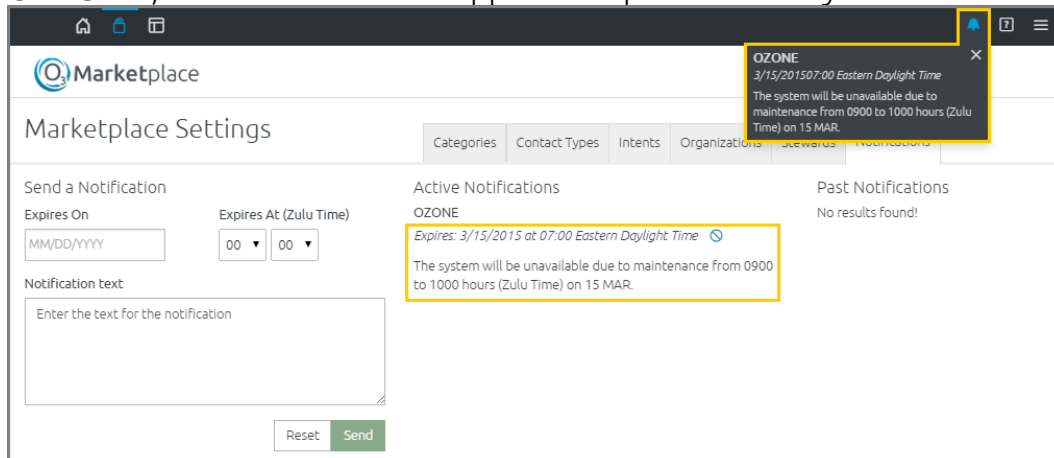 OZONE
3/15/201507:00 Eastern Daylight Time
The system will be unavailable due to
maintenance from 0900 to 1000 hours (Zulu
Time) on 15 MAR.
O3 Marketplace
Marketplace Settings
Categories Contact Types Intents Organizations Stewards Notifications
Send a Notification
Expires On Expires At (Zulu Time)
MM/DD/YYYY 00 00
Notification text
Enter the text for the notification
Reset Send
Active Notifications
OZONE
Expires: 3/15/2015 at 07:00 Eastern Daylight Time
The system will be unavailable due to maintenance from 0900
to 1000 hours (Zulu Time) on 15 MAR.
Past Notifications
No results found!